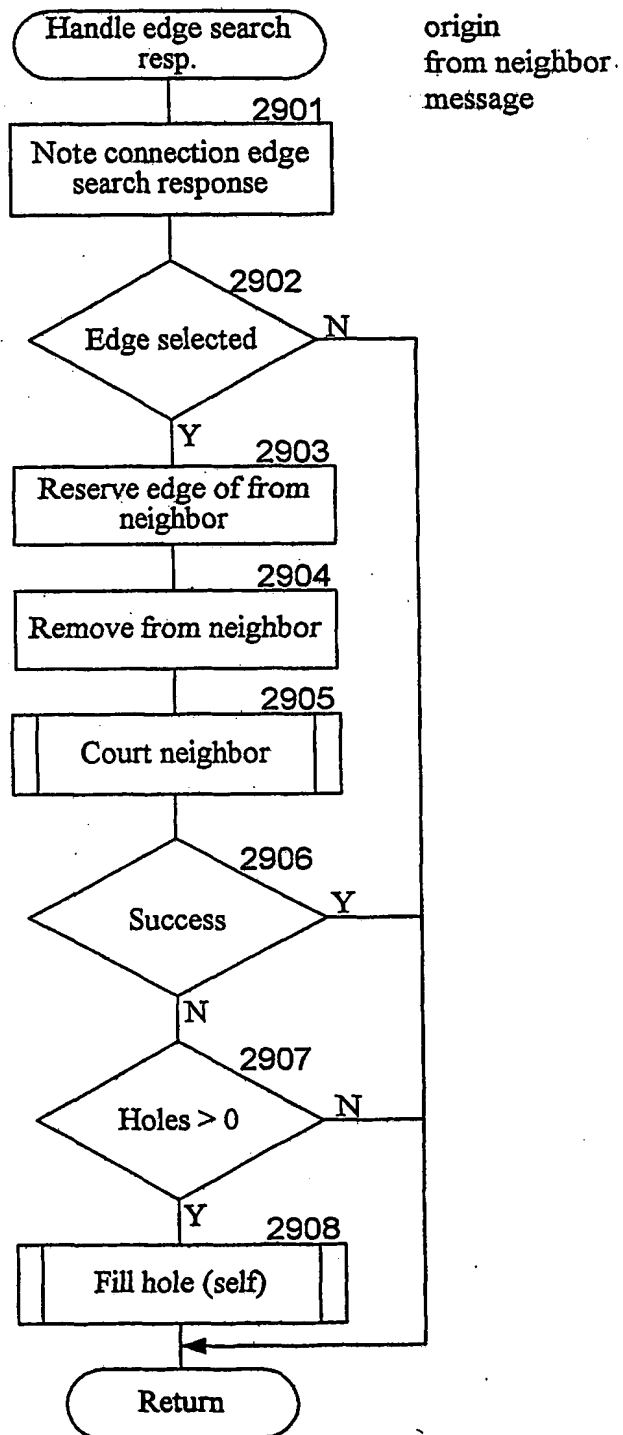 Handle edge search
resp.
origin
from neighbor
message
2901
Note connection edge
search response
2902
Edge selected
N
Y
2903
Reserve edge of from
neighbor
2904
Remove from neighbor
2905
Court neighbor
2906
Success
Y
N
2907
Holes > 0
N
Y
2908
Fill hole (self)
Return